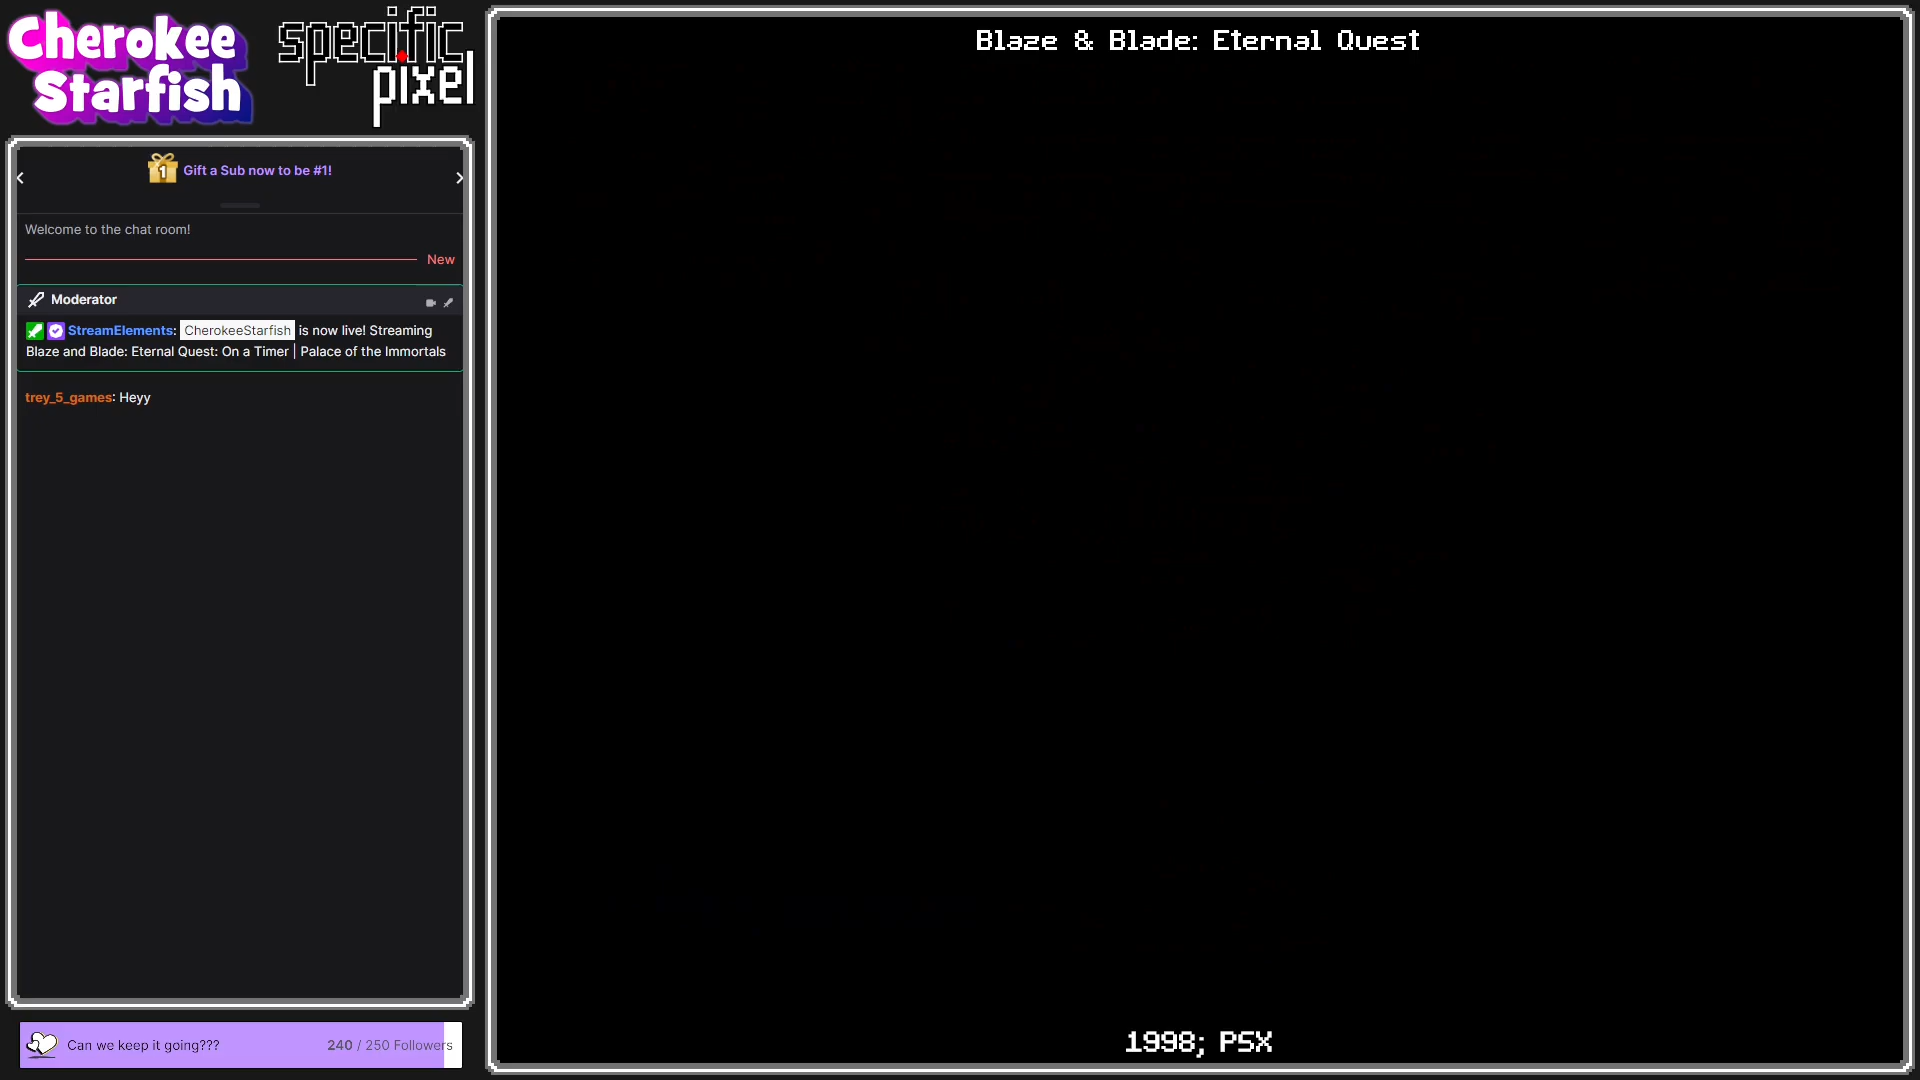 Cherokee
Starfish
specific
pixel
1
Gift a Sub now to be #1!
Welcome to the chat room!
New
Moderator
StreamElements: CherokeeStarfish is now live! Streaming
Blaze and Blade: Eternal Quest: On a Timer | Palace of the Immortals
trey_5_games: Heyy
Can we keep it going??? 240 / 250 Followers
Blaze & Blade: Eternal Quest
1998; PSX